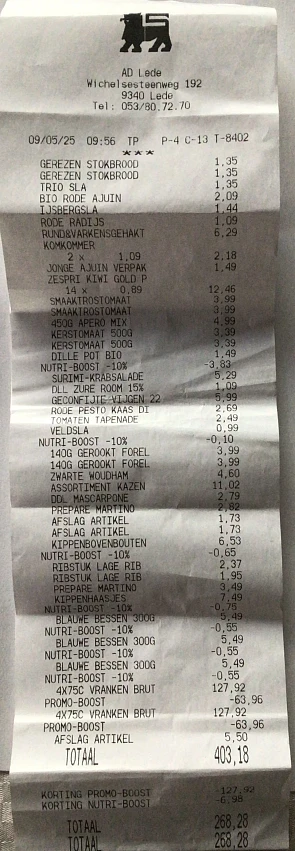 AD Lede
Wichelsesteenweg 192
9340 Lede
Tel: 053/80.72.70
09/05/25 09:56 TP P-4 C-13 T-8402
***
GEREZEN STOKBROOD 1,35
GEREZEN STOKBROOD 1,35
TRIO SLA 1,35
BIO RODE AJUIN 2,09
IJSBERGSLA 1,44
RODE RADIJS 1,09
RUND&VARKENSGEHAKT 6,29
KOMKOMMER
2 x 1,09 2,18
JONGE AJUIN VERPAK 1,49
ZESPRI KIWI GOLD P
14 x 0,89 12,46
SMAAKTROSTOMAAT 3,99
SMAAKTROSTOMAAT 3,99
450G APERO MIX 4,99
KERSTOMAAT 500G 3,39
KERSTOMAAT 500G 3,39
DILLE POT BIO 1,49
NUTRI-BOOST -10% -3,83
SURIMI-KRABSALADE 5,29
DLL ZURE ROOM 15% 1,09
GECONFIJTE-VIJGEN 22 5,99
RODE PESTO KAAS DI 2,69
TOMATEN TAPENADE 2,49
VELDSLA 0,99
NUTRI-BOOST -10% -0,10
140G GEROOKT FOREL 3,99
140G GEROOKT FOREL 3,99
ZWARTE WOUDHAM 4,60
ASSORTIMENT KAZEN 11,02
DDL MASCARPONE 2,79
PREPARE MARTINO 2,82
AFSLAG ARTIKEL 1,73
AFSLAG ARTIKEL 1,73
KIPPENBOVENBOUTEN 6,53
NUTRI-BOOST -10% -0,65
RIBSTUK LAGE RIB 2,37
RIBSTUK LAGE RIB 1,95
PREPARE MARTINO 3,49
KIPPENHAASJES 7,49
NUTRI-BOOST -10% -0,75
BLAUWE BESSEN 300G 5,49
NUTRI-BOOST -10% -0,55
BLAUWE BESSEN 300G 5,49
NUTRI-BOOST -10% -0,55
BLAUWE BESSEN 300G 5,49
NUTRI-BOOST -10% -0,55
4X75C VRANKEN BRUT 127,92
PROMO-BOOST -63,96
4X75C VRANKEN BRUT 127,92
PROMO-BOOST -63,96
AFSLAG ARTIKEL 5,50
TOTAAL 403,18
KORTING PROMO-BOOST -127,92
KORTING NUTRI-BOOST -6,98
TOTAAL 268,28
TOTAAL 268,28